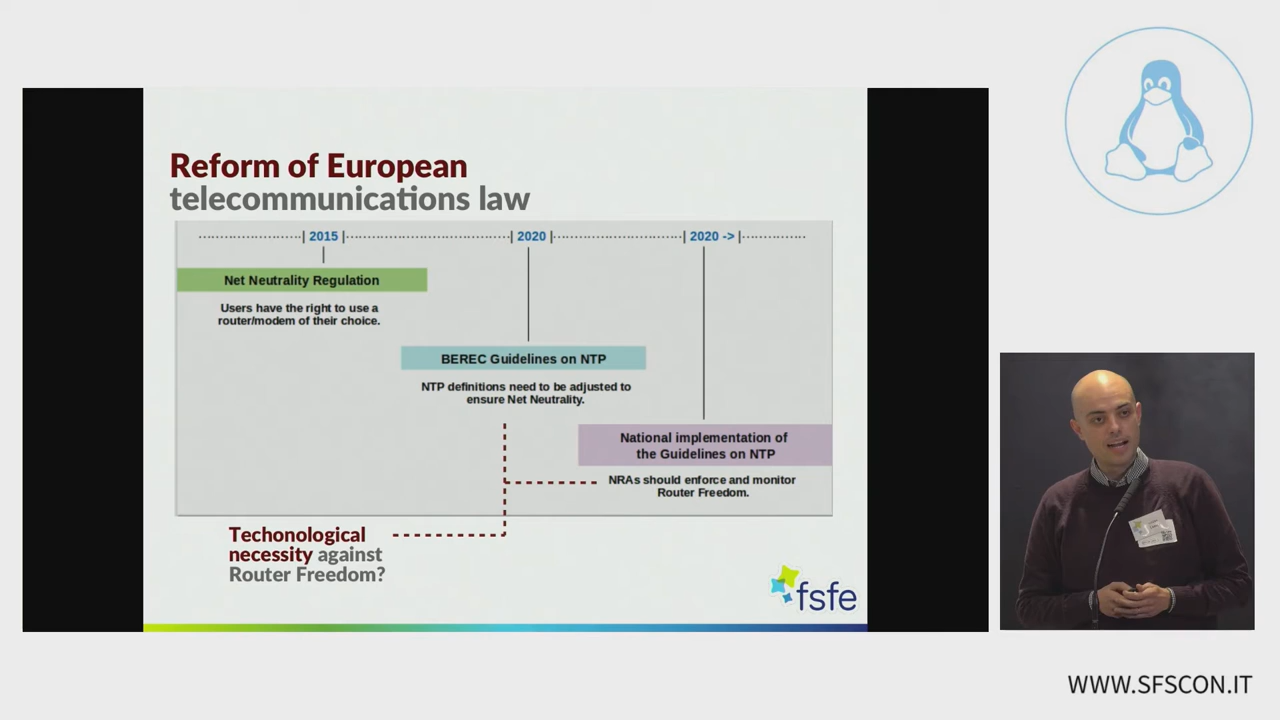 Reform of European
telecommunications law
2015
2020
2020 ->
Net Neutrality Regulation
Users have the right to use a
router/modem of their choice.
BEREC Guidelines on NTP
NTP definitions need to be adjusted to
ensure Net Neutrality.
National implementation of
the Guidelines on NTP
NRAs should enforce and monitor
Router Freedom.
Techonological
necessity against
Router Freedom?
fsfe
WWW.SFSCON.IT